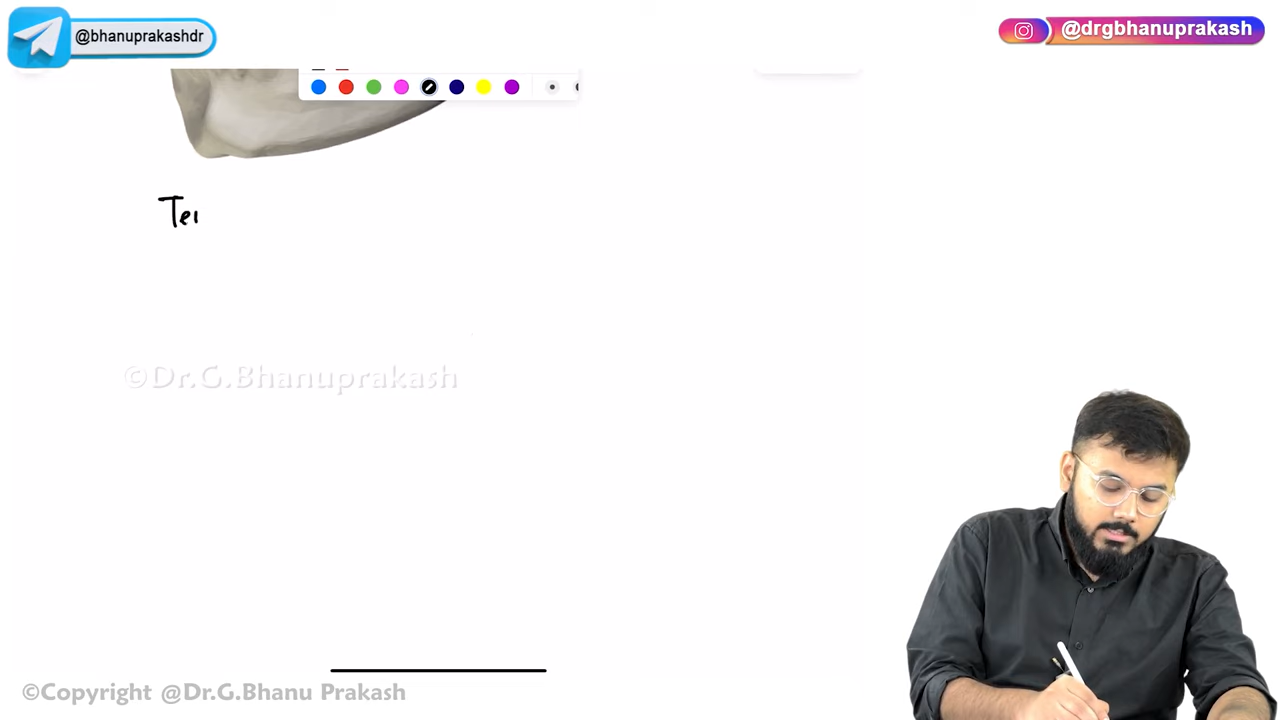 @bhanuprakashdr
@drgbhanuprakash
Te
©Dr.G.Bhanuprakash
©Copyright @Dr.G.Bhanu Prakash